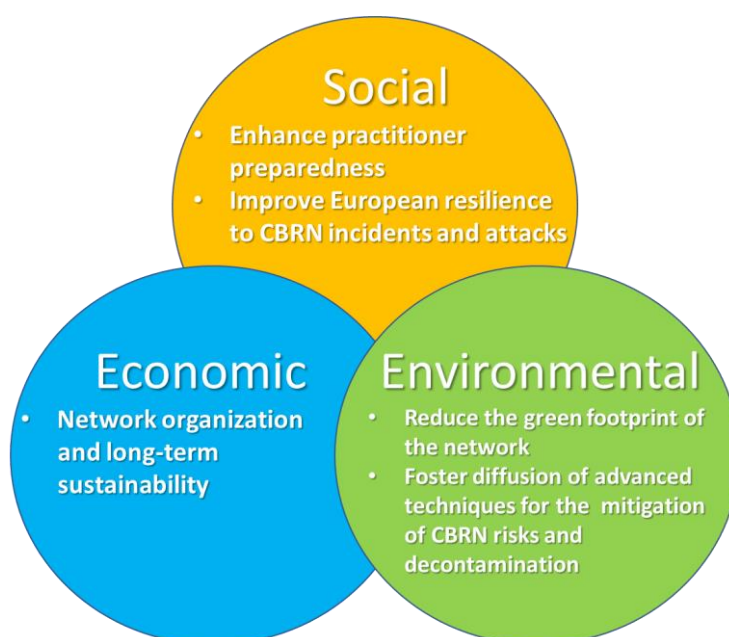 Social
• Enhance practitioner
preparedness
• Improve European resilience
to CBRN incidents and attacks
Economic
• Network organization
and long-term
sustainability
Environmental
• Reduce the green footprint of
the network
• Foster diffusion of advanced
techniques for the mitigation
of CBRN risks and
decontamination